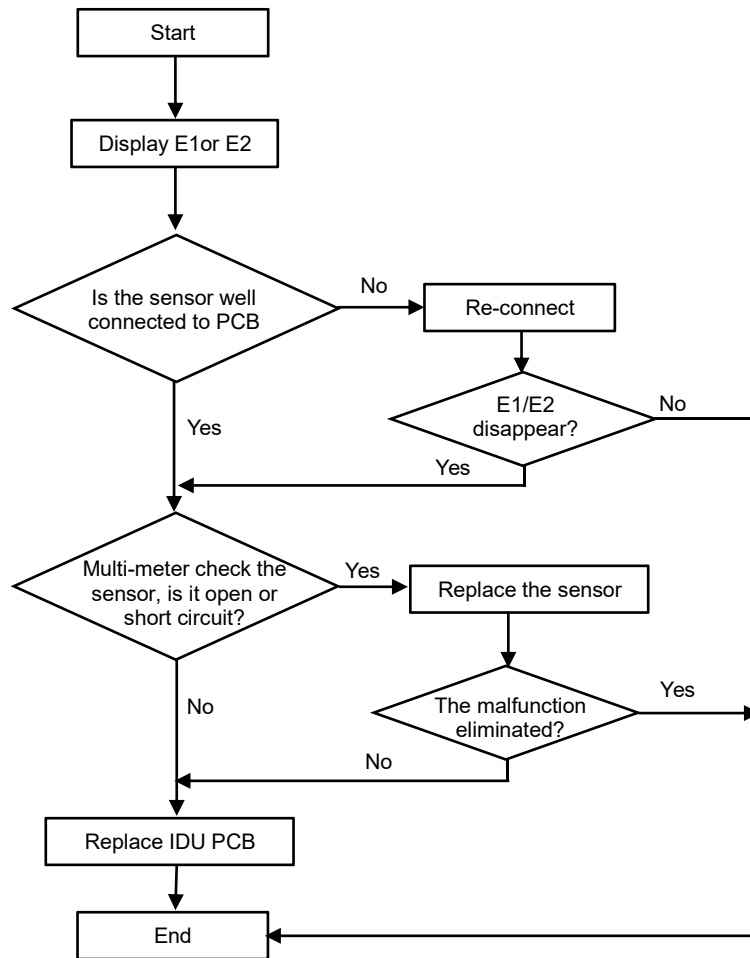 Start
Display E1or E2
Is the sensor well
connected to PCB
No
Re-connect
E1/E2
disappear?
No
Yes
Yes
Multi-meter check the
sensor, is it open or
short circuit?
Yes
Replace the sensor
The malfunction
eliminated?
Yes
No
No
Replace IDU PCB
End